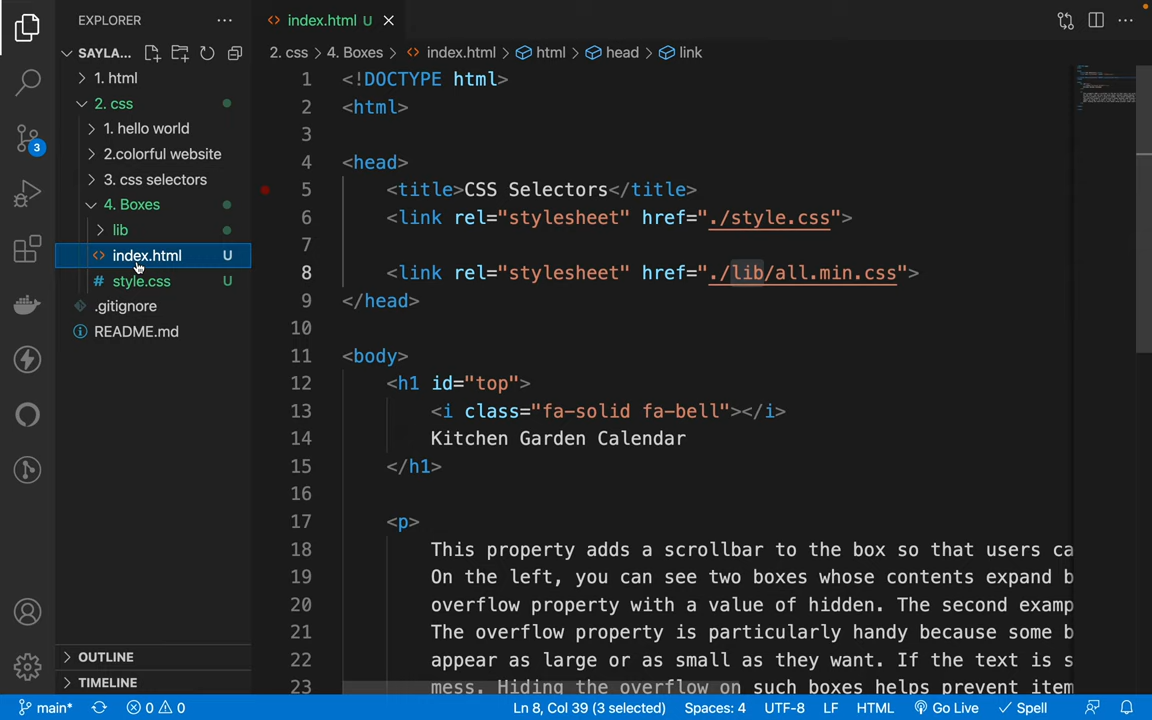 EXPLORER
SAYLA...
1. html
2. css
1. hello world
2.colorful website
3. css selectors
4. Boxes
lib
index.html U
style.css U
.gitignore
README.md
OUTLINE
TIMELINE
3
index.html U
2. css > 4. Boxes > index.html > html > head > link
1 <!DOCTYPE html>
2 <html>
3
4 <head>
5 <title>CSS Selectors</title>
6 <link rel="stylesheet" href="./style.css">
7
8 <link rel="stylesheet" href="./lib/all.min.css">
9 </head>
10
11 <body>
12 <h1 id="top">
13 <i class="fa-solid fa-bell"></i>
14 Kitchen Garden Calendar
15 </h1>
16
17 <p>
18 This property adds a scrollbar to the box so that users ca
19 On the left, you can see two boxes whose contents expand b
20 overflow property with a value of hidden. The second examp
21 The overflow property is particularly handy because some b
22 appear as large or as small as they want. If the text is s
23 mess. Hiding the overflow on such boxes helps prevent item
main* 0 0 Ln 8, Col 39 (3 selected) Spaces: 4 UTF-8 LF HTML Go Live Spell